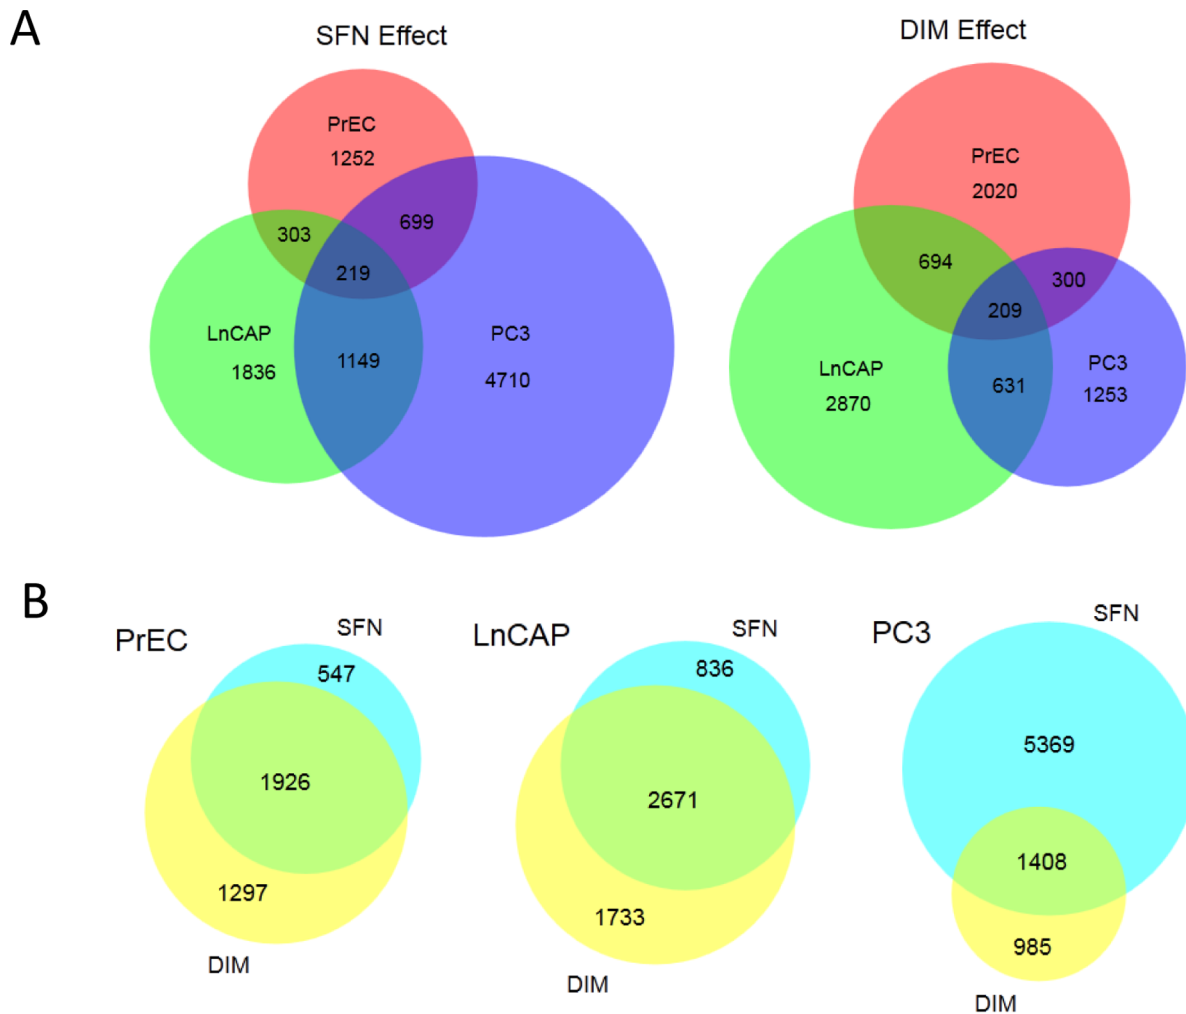 A
SFN Effect
DIM Effect
PrEC
1252
303
699
219
LnCAP
1836
1149
PC3
4710
PrEC
2020
694
300
209
LnCAP
2870
631
PC3
1253
B
PrEC
SFN
547
1926
1297
DIM
LnCAP
SFN
836
2671
1733
DIM
PC3
SFN
5369
1408
985
DIM